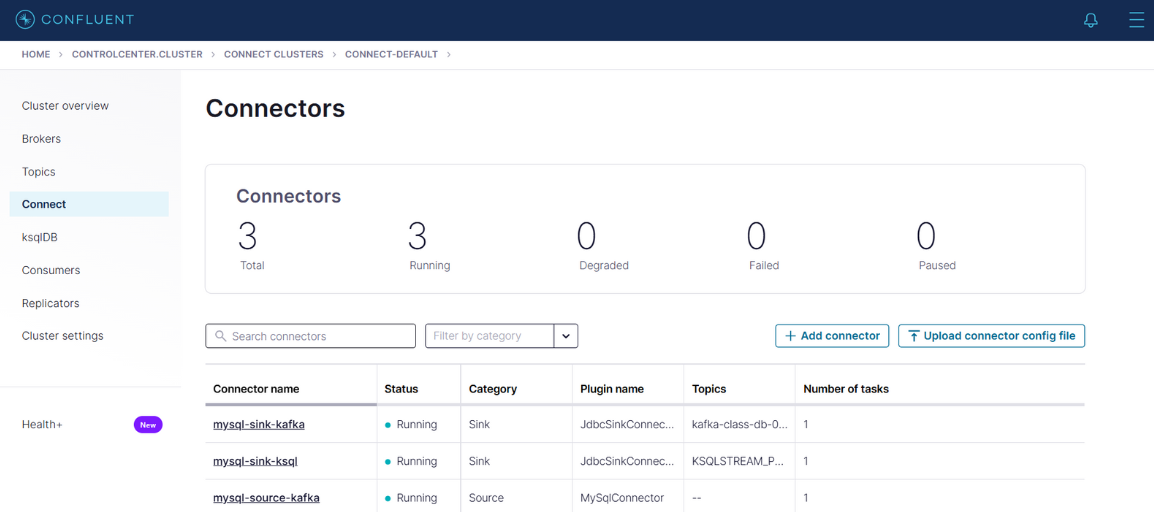 CONFLUENT
HOME > CONTROLCENTER.CLUSTER > CONNECT CLUSTERS > CONNECT-DEFAULT >
Cluster overview
Brokers
Topics
Connect
ksqlDB
Consumers
Replicators
Cluster settings
Health+ New
Connectors
Connectors
3 3 0 0 0
Total Running Degraded Failed Paused
Search connectors Filter by category + Add connector Upload connector config file
Connector name Status Category Plugin name Topics Number of tasks
mysql-sink-kafka Running Sink JdbcSinkConnec... kafka-class-db-0... 1
mysql-sink-ksql Running Sink JdbcSinkConnec... KSQLSTREAM_P... 1
mysql-source-kafka Running Source MySqlConnector -- 1